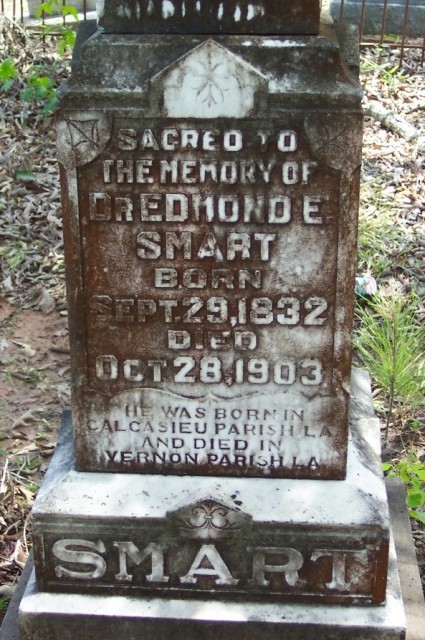 SACRED TO
THE MEMORY OF
DR EDMOND E.
SMART
BORN
SEPT. 29, 1832
DIED
OCT 28, 1903
HE WAS BORN IN
CALCASIEU PARISH LA
AND DIED IN
VERNON PARISH LA
SMART